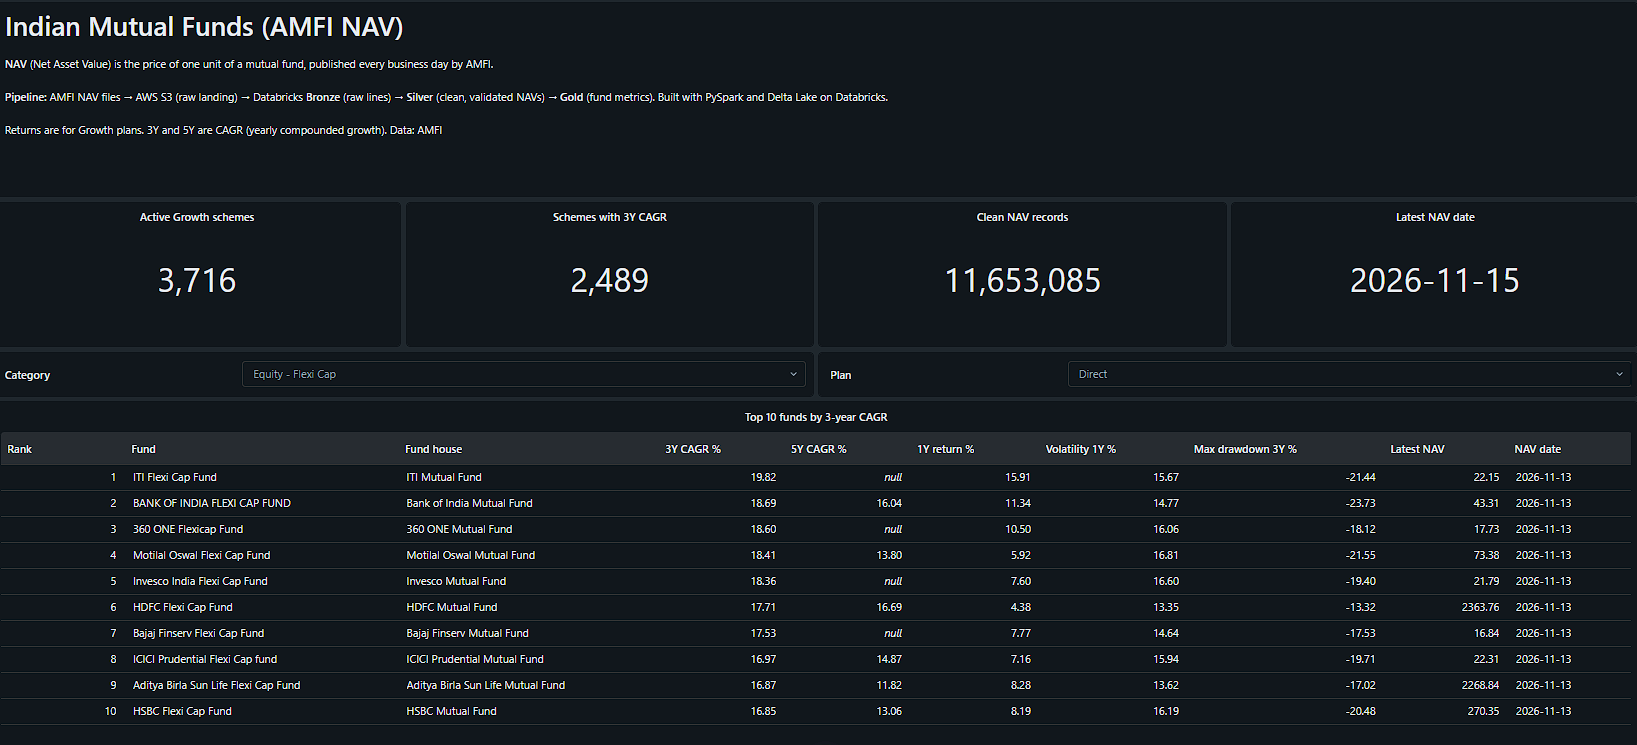 Indian Mutual Funds (AMFI NAV)
NAV (Net Asset Value) is the price of one unit of a mutual fund, published every business day by AMFI.
Pipeline: AMFI NAV files → AWS S3 (raw landing) → Databricks Bronze (raw lines) → Silver (clean, validated NAVs) → Gold (fund metrics). Built with PySpark and Delta Lake on Databricks.
Returns are for Growth plans. 3Y and 5Y are CAGR (yearly compounded growth). Data: AMFI
Active Growth schemes Schemes with 3Y CAGR Clean NAV records Latest NAV date
3,716 2,489 11,653,085 2026-11-15
Category Equity - Flexi Cap Plan Direct
Top 10 funds by 3-year CAGR
Rank Fund Fund house 3Y CAGR % 5Y CAGR % 1Y return % Volatility 1Y % Max drawdown 3Y % Latest NAV NAV date
1 ITI Flexi Cap Fund ITI Mutual Fund 19.82 null 15.91 15.67 -21.44 22.15 2026-11-13
2 BANK OF INDIA FLEXI CAP FUND Bank of India Mutual Fund 18.69 16.04 11.34 14.77 -23.73 43.31 2026-11-13
3 360 ONE Flexicap Fund 360 ONE Mutual Fund 18.60 null 10.50 16.06 -18.12 17.73 2026-11-13
4 Motilal Oswal Flexi Cap Fund Motilal Oswal Mutual Fund 18.41 13.80 5.92 16.81 -21.55 73.38 2026-11-13
5 Invesco India Flexi Cap Fund Invesco Mutual Fund 18.36 null 7.60 16.60 -19.40 21.79 2026-11-13
6 HDFC Flexi Cap Fund HDFC Mutual Fund 17.71 16.69 4.38 13.35 -13.32 2363.76 2026-11-13
7 Bajaj Finserv Flexi Cap Fund Bajaj Finserv Mutual Fund 17.53 null 7.77 14.64 -17.53 16.84 2026-11-13
8 ICICI Prudential Flexi Cap fund ICICI Prudential Mutual Fund 16.97 14.87 7.16 15.94 -19.71 22.31 2026-11-13
9 Aditya Birla Sun Life Flexi Cap Fund Aditya Birla Sun Life Mutual Fund 16.87 11.82 8.28 13.62 -17.02 2268.84 2026-11-13
10 HSBC Flexi Cap Fund HSBC Mutual Fund 16.85 13.06 8.19 16.19 -20.48 270.35 2026-11-13